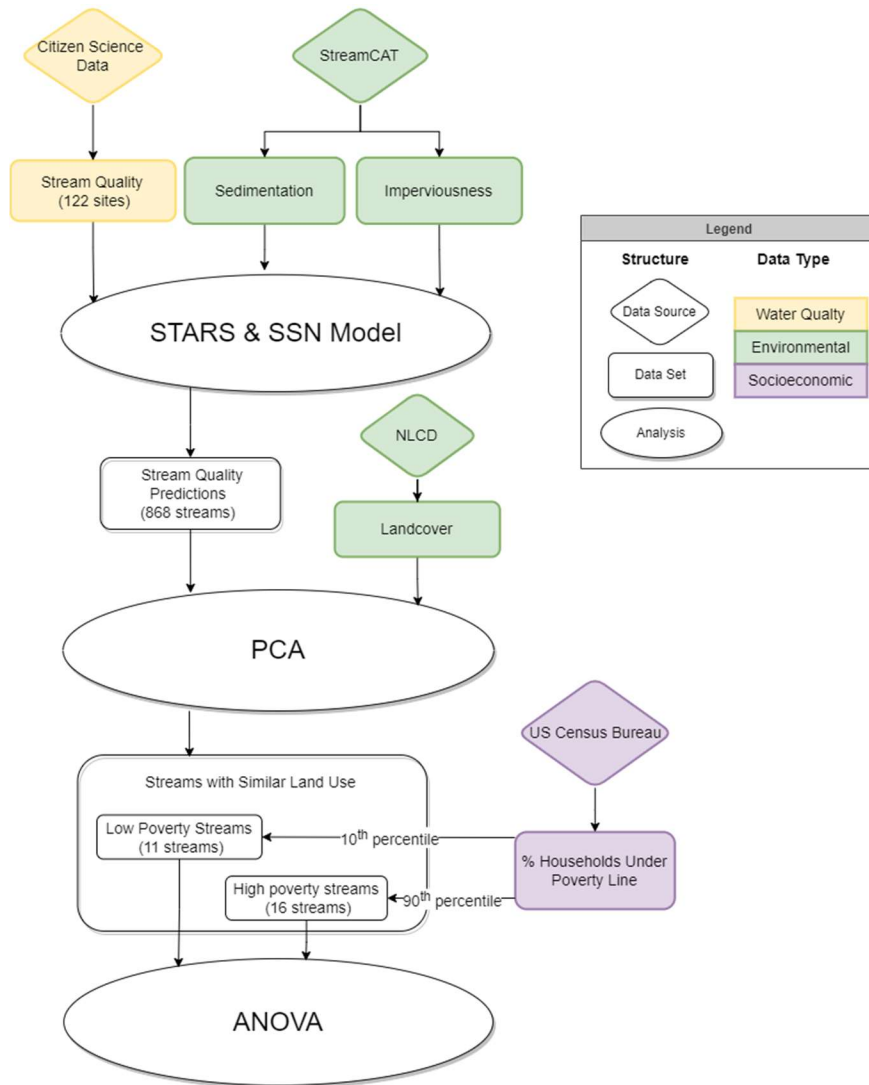 Citizen Science
Data
StreamCAT
Stream Quality
(122 sites)
Sedimentation
Imperviousness
STARS & SSN Model
Legend
Structure
Data Type
Data Source
Water Qualty
Environmental
Data Set
Socioeconomic
Analysis
NLCD
Stream Quality
Predictions
(868 streams)
Landcover
PCA
US Census Bureau
Streams with Similar Land Use
Low Poverty Streams
(11 streams)
10th percentile
% Households Under
Poverty Line
High poverty streams
(16 streams)
90th percentile
ANOVA